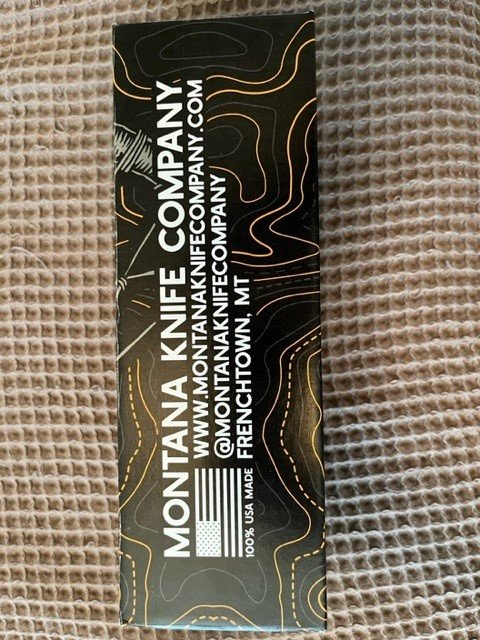 MONTANA KNIFE COMPANY
WWW.MONTANAKNIFECOMPANY.COM
@MONTANAKNIFECOMPANY
FRENCHTOWN, MT
100% USA MADE